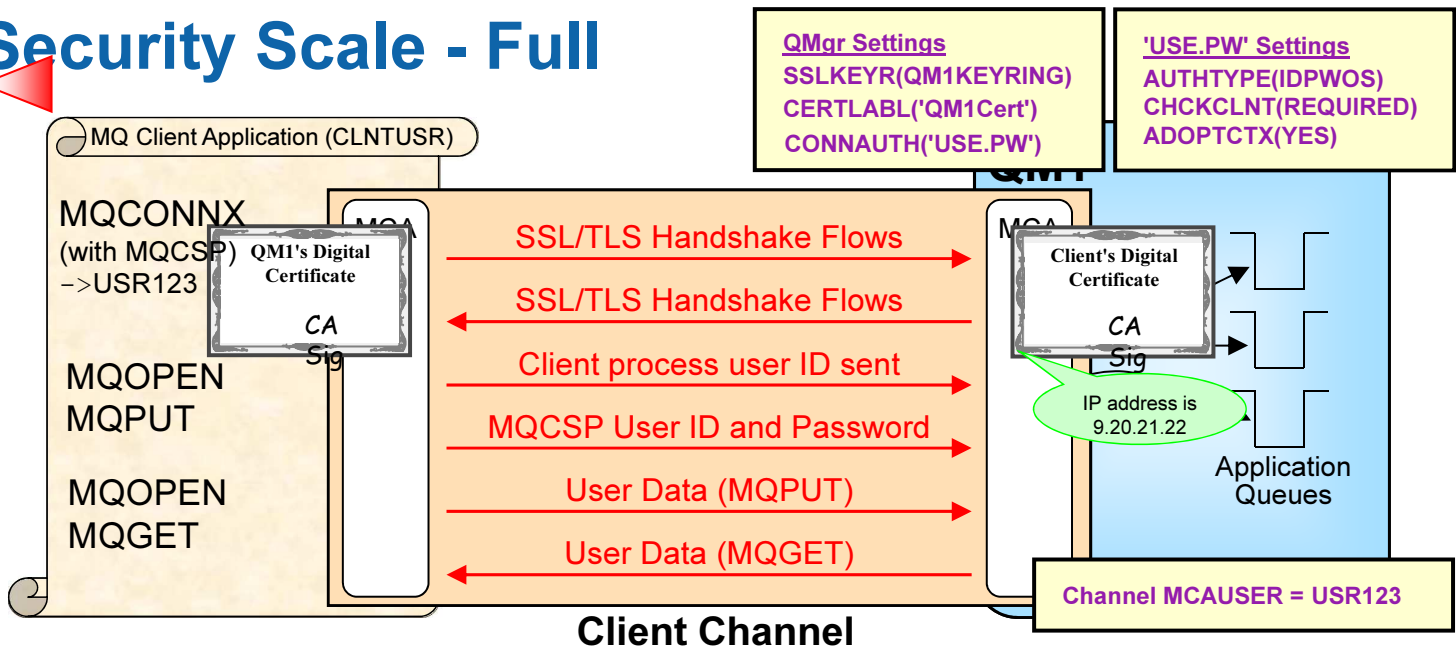 Security Scale - Full
QMgr Settings
SSLKEYR(QM1KEYRING)
CERTLABL('QM1Cert')
CONNAUTH('USE.PW')
'USE.PW' Settings
AUTHTYPE(IDPWOS)
CHCKCLNT(REQUIRED)
ADOPTCTX(YES)
MQ Client Application (CLNTUSR)
QM1
MQCONNX
(with MQCSP)
->USR123
MCA
QM1's Digital
Certificate
CA
Sig
MQOPEN
MQPUT
MQOPEN
MQGET
SSL/TLS Handshake Flows
SSL/TLS Handshake Flows
Client process user ID sent
MQCSP User ID and Password
User Data (MQPUT)
User Data (MQGET)
MCA
Client's Digital
Certificate
CA
Sig
IP address is
9.20.21.22
Application
Queues
Channel MCAUSER = USR123
Client Channel